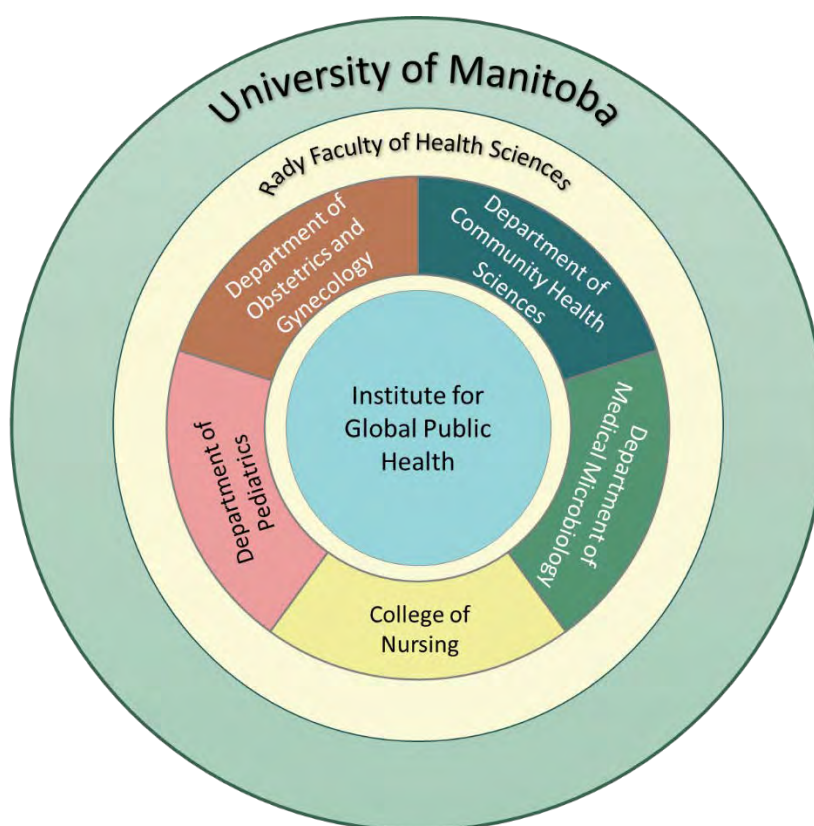 University of Manitoba
Rady Faculty of Health Sciences
Department of
Obstetrics and
Gynecology
Department of
Community Health
Sciences
Department of
Medical Microbiology
College of
Nursing
Department of
Pediatrics
Institute for
Global Public
Health